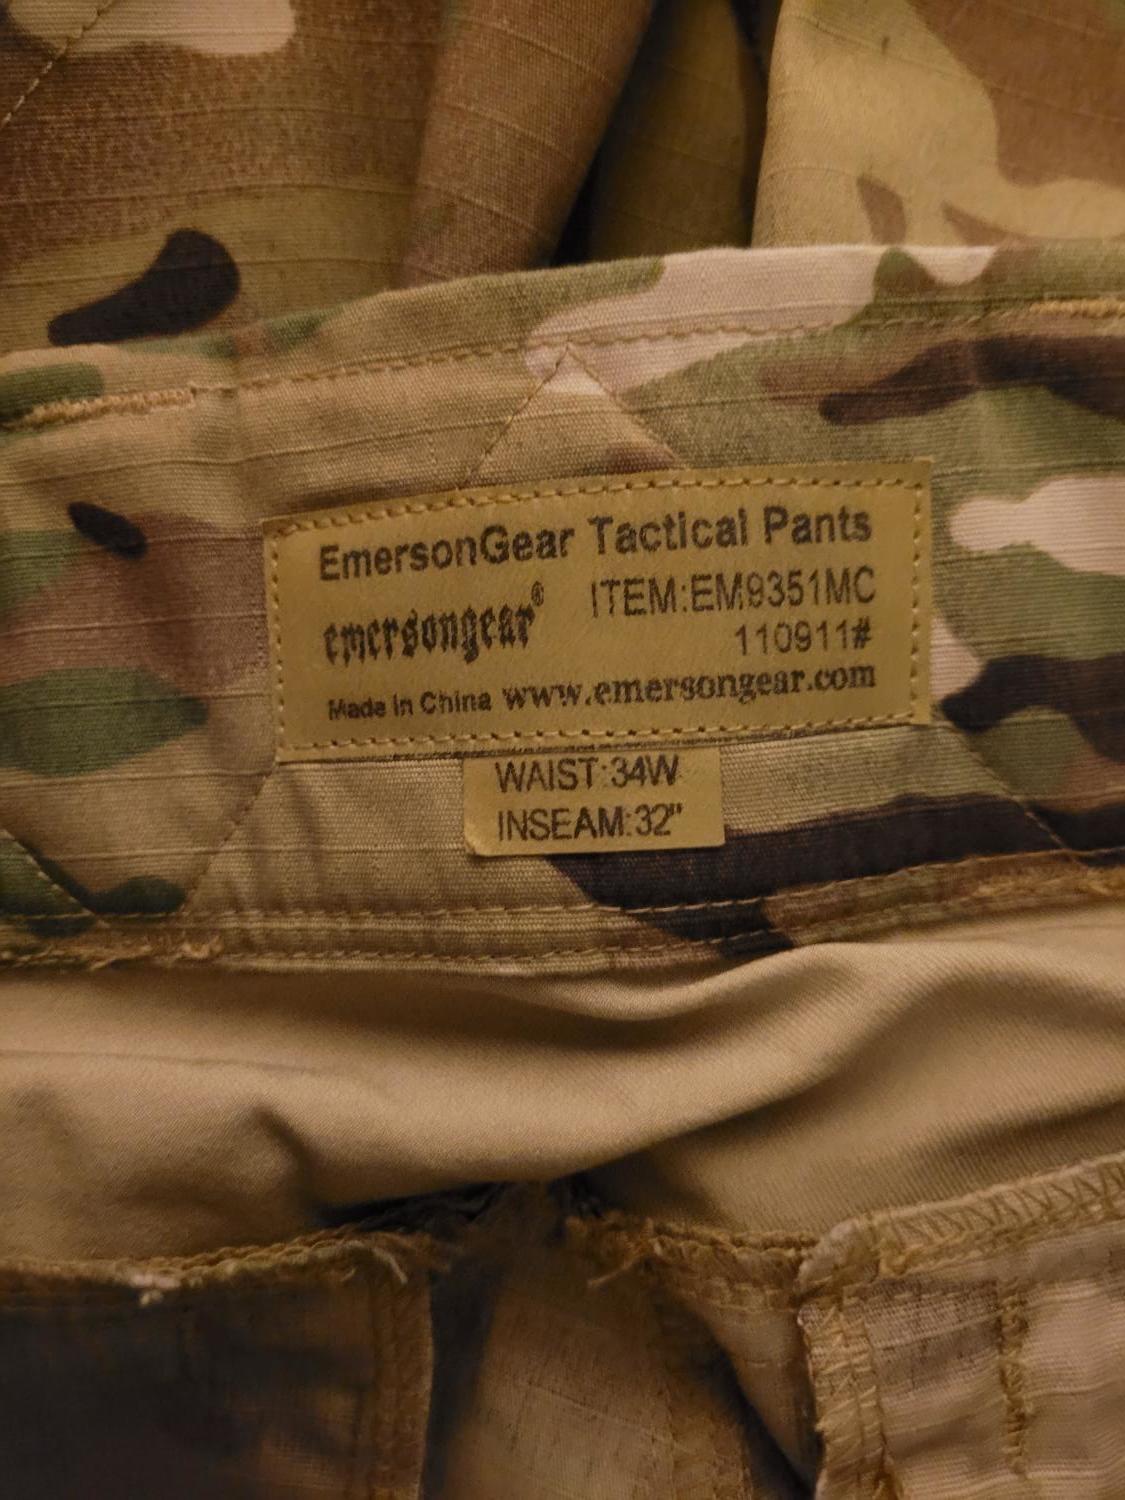 EmersonGear Tactical Pants
emersongear® ITEM:EM9351MC
110911#
Made in China www.emersongear.com
WAIST:34W
INSEAM:32"